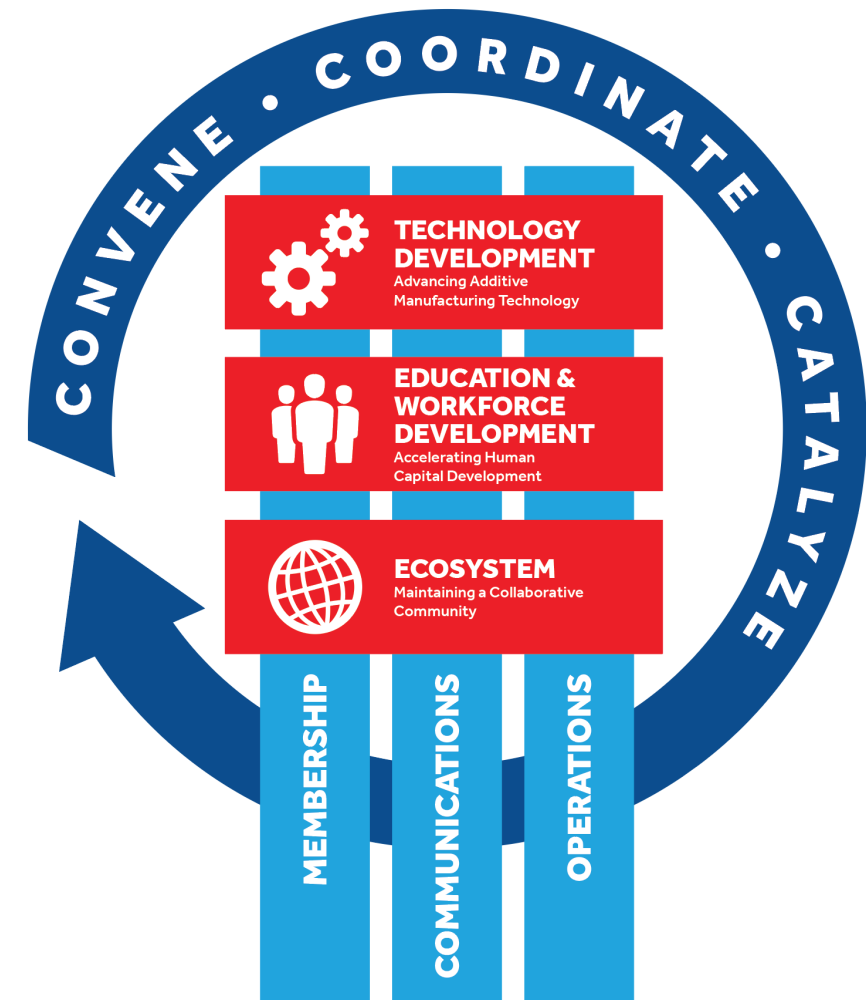 CONVENE • COORDINATE • CATALYZE
TECHNOLOGY
DEVELOPMENT
Advancing Additive
Manufacturing Technology
EDUCATION &
WORKFORCE
DEVELOPMENT
Accelerating Human
Capital Development
ECOSYSTEM
Maintaining a Collaborative
Community
MEMBERSHIP
COMMUNICATIONS
OPERATIONS